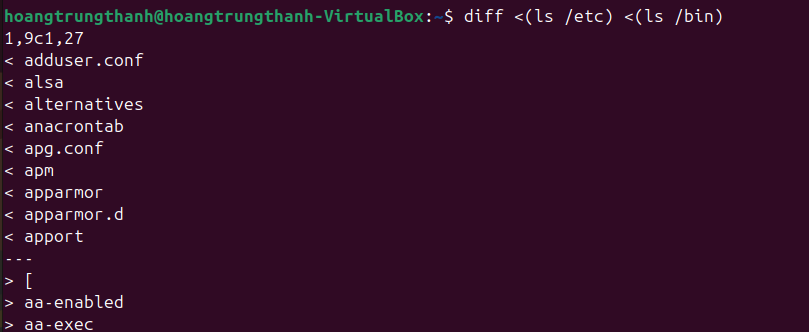 hoangtrungthanh@hoangtrungthanh-VirtualBox:~$ diff <(ls /etc) <(ls /bin)
1,9c1,27
< adduser.conf
< alsa
< alternatives
< anacrontab
< apg.conf
< apm
< apparmor
< apparmor.d
< apport
---
> [
> aa-enabled
> aa-exec